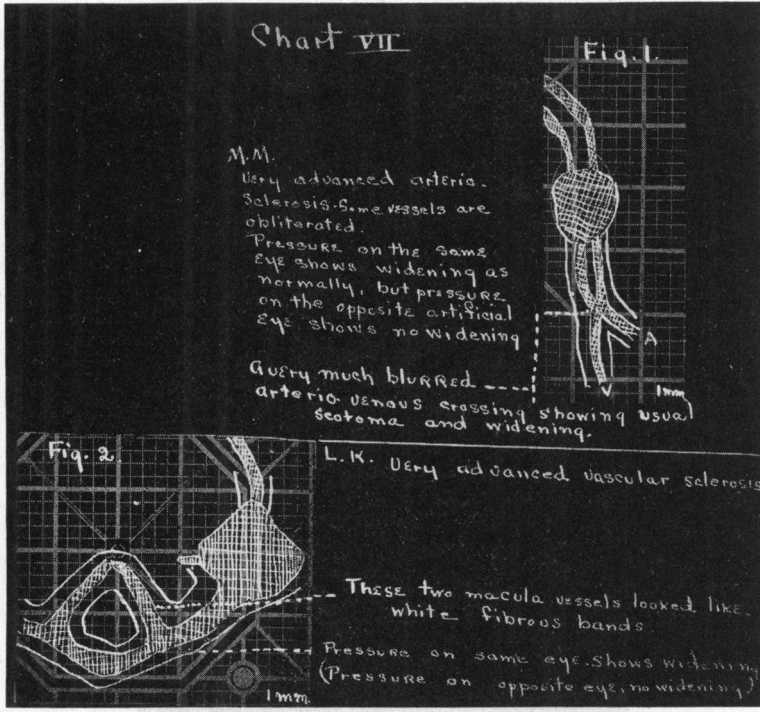 Chart VII
Fig. 1.
M.M.
Very advanced arterio-
Sclerosis. Some vessels are
obliterated.
Pressure on the same
Eye shows widening as
normally, but pressure
on the opposite artificial
Eye shows no widening
A
A very much blurred
V
1mm
arterio-venous crossing showing usual
scotoma and widening.
Fig. 2
L.K. Very advanced vascular sclerosis
These two macula vessels looked like
white fibrous bands
Pressure on same eye shows widening
(Pressure on opposite eye, no widening)
1mm